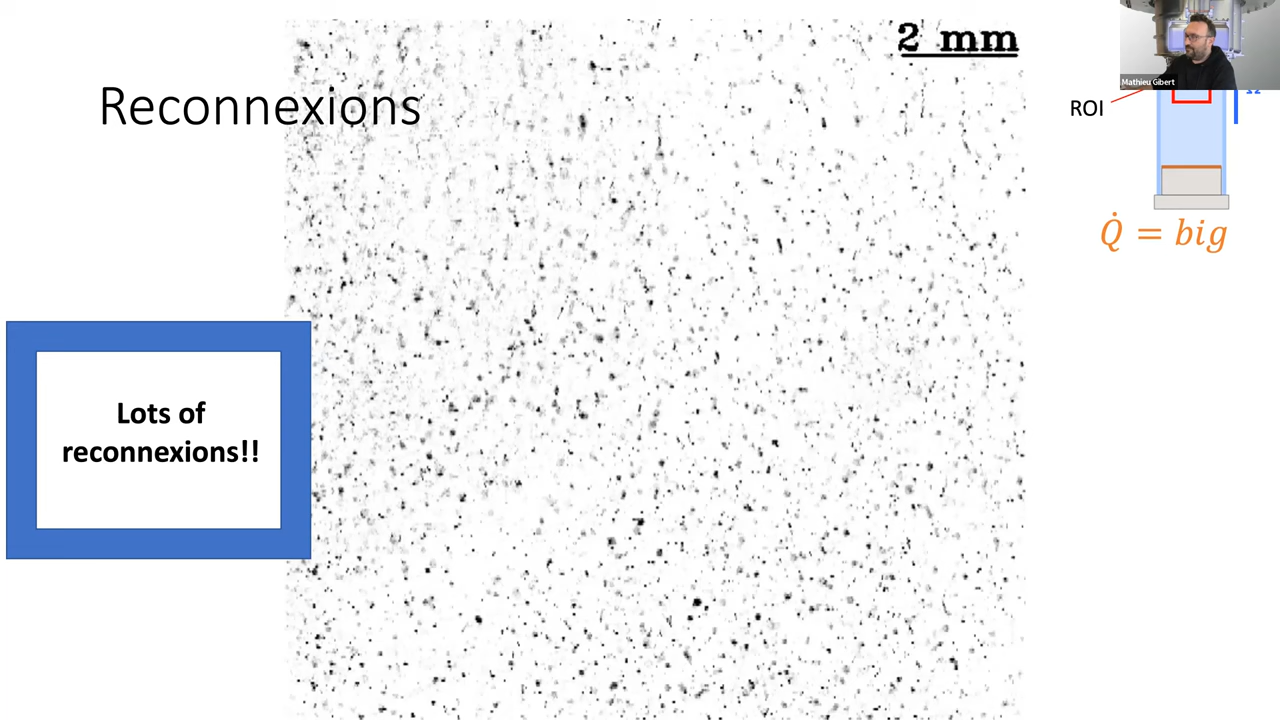 2 mm
Mathieu Gibert
Reconnexions
ROI
Q̇ = big
Lots of
reconnexions!!